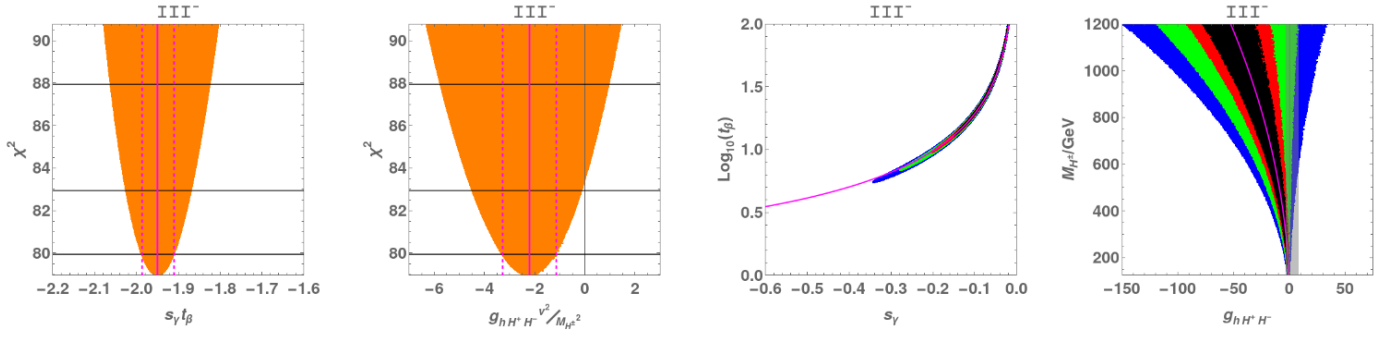 III⁻
90
88
86
84
82
80
χ²
-2.2 -2.1 -2.0 -1.9 -1.8 -1.7 -1.6
s_γ t_β
III⁻
90
88
86
84
82
80
χ²
-6 -4 -2 0 2
g_{h H⁺ H⁻} v²/M_{H±}²
III⁻
2.0
1.5
1.0
0.5
0.0
Log₁₀(t_β)
-0.6 -0.5 -0.4 -0.3 -0.2 -0.1 0.0
s_γ
III⁻
1200
1000
800
600
400
200
M_{H±}/GeV
-150 -100 -50 0 50
g_{h H⁺ H⁻}